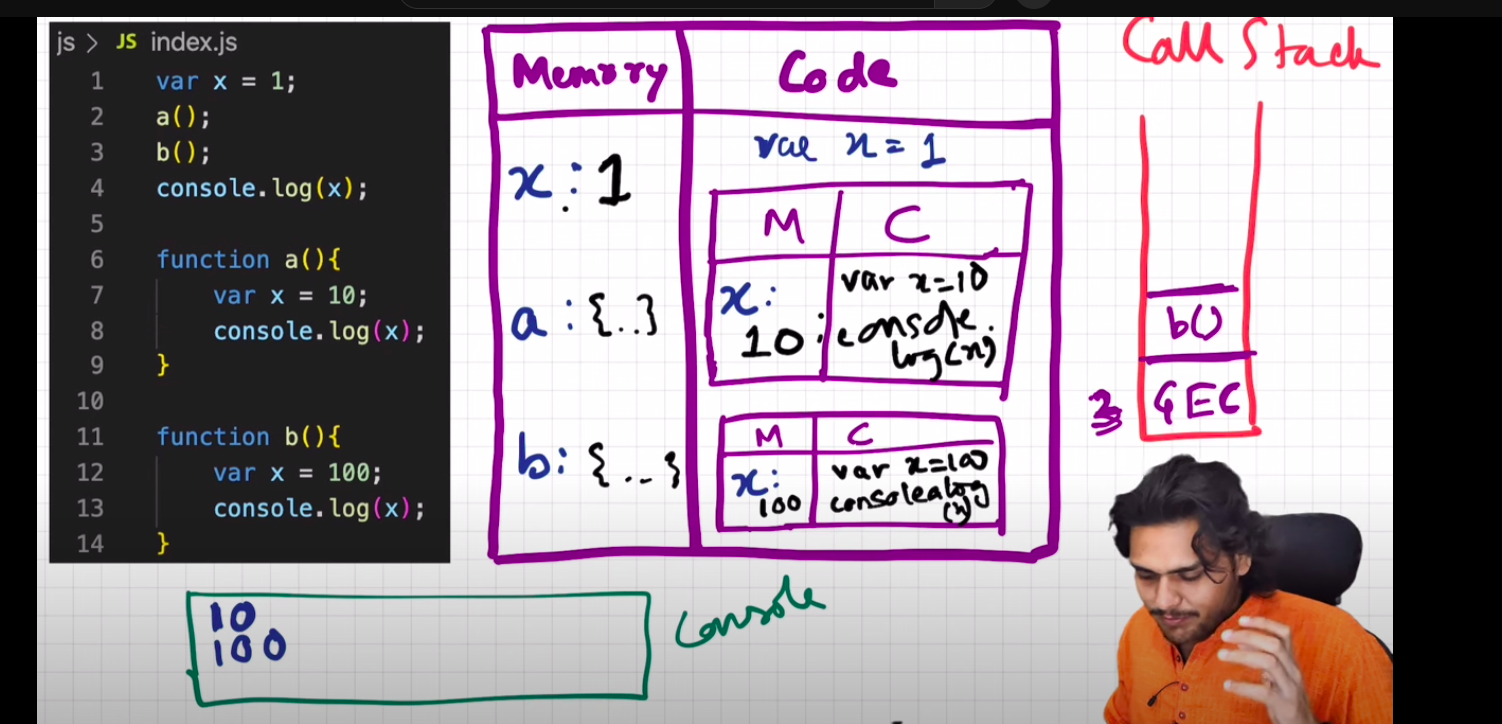 js > JS index.js
1 var x = 1;
2 a();
3 b();
4 console.log(x);
5
6 function a(){
7 var x = 10;
8 console.log(x);
9 }
10
11 function b(){
12 var x = 100;
13 console.log(x);
14 }
Memory
Code
x : 1
a : {..}
b : {...}
var x = 1
M
C
x:
10
var x=10
console.
log(x)
M
C
x:
100
var x=100
console.log
(x)
Call Stack
b()
GEC
3
10
100
Console